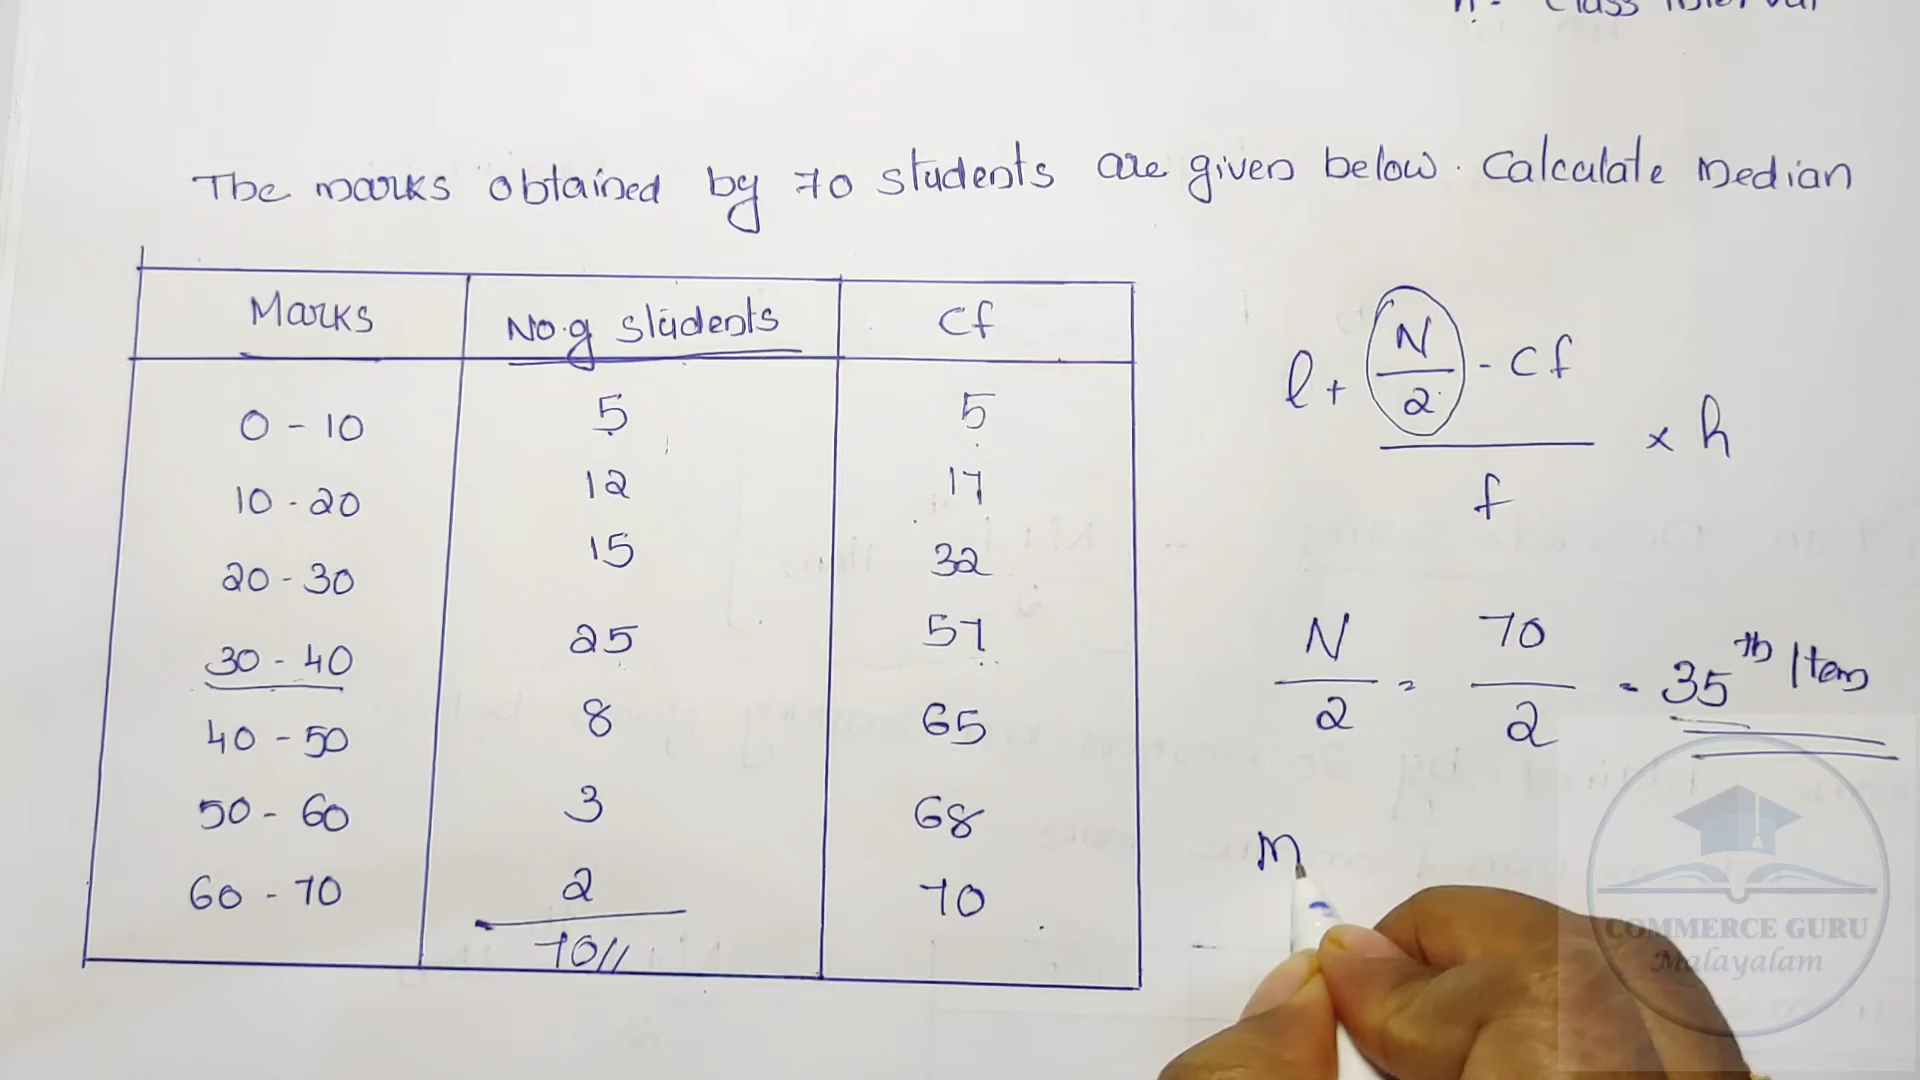 The marks obtained by 70 students are given below. Calculate Median
Marks No.of students Cf
0 - 10 5 5
10 - 20 12 17
20 - 30 15 32
30 - 40 25 57
40 - 50 8 65
50 - 60 3 68
60 - 70 2 70
70//
l + N/2 - Cf
f
× h
N/2 = 70/2 = 35th Item
M
COMMERCE GURU
Malayalam